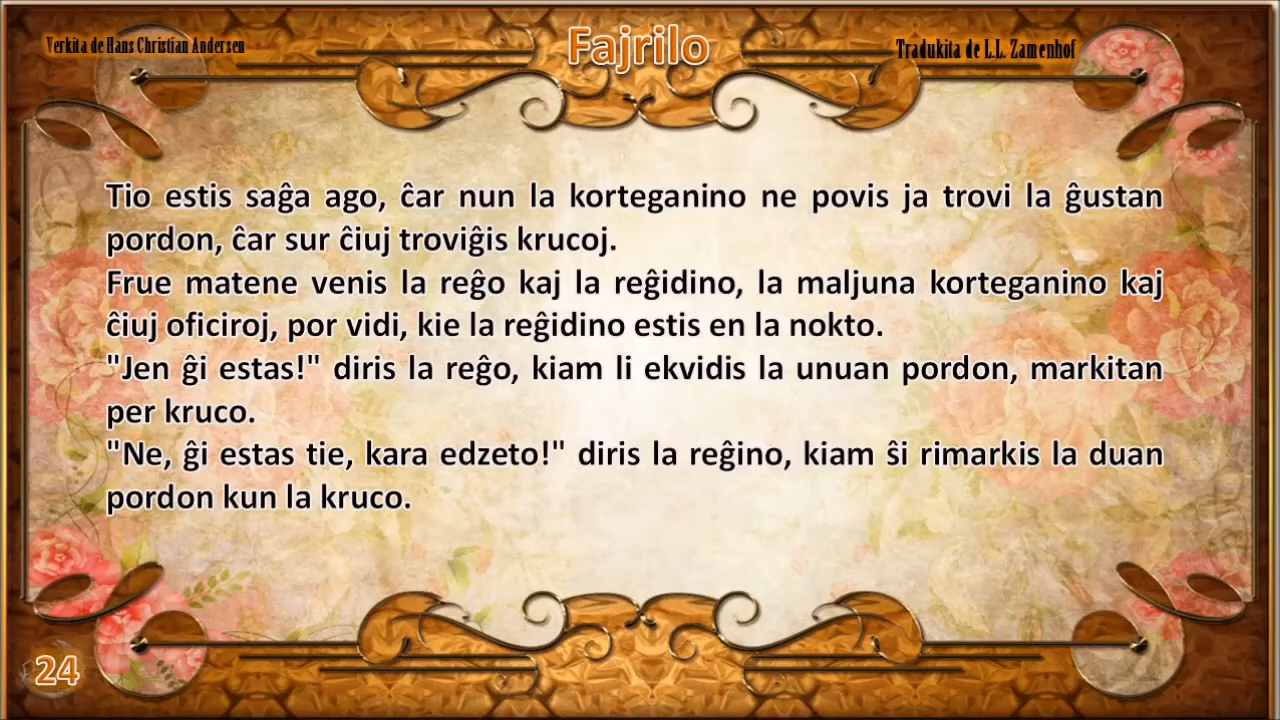 Verkita de Hans Christian Andersen
Fajrilo
Tradukita de L.L. Zamenhof
Tio estis saĝa ago, ĉar nun la korteganino ne povis ja trovi la ĝustan
pordon, ĉar sur ĉiuj troviĝis krucoj.
Frue matene venis la reĝo kaj la reĝidino, la maljuna korteganino kaj
ĉiuj oficiroj, por vidi, kie la reĝidino estis en la nokto.
"Jen ĝi estas!" diris la reĝo, kiam li ekvidis la unuan pordon, markitan
per kruco.
"Ne, ĝi estas tie, kara edzeto!" diris la reĝino, kiam ŝi rimarkis la duan
pordon kun la kruco.
24